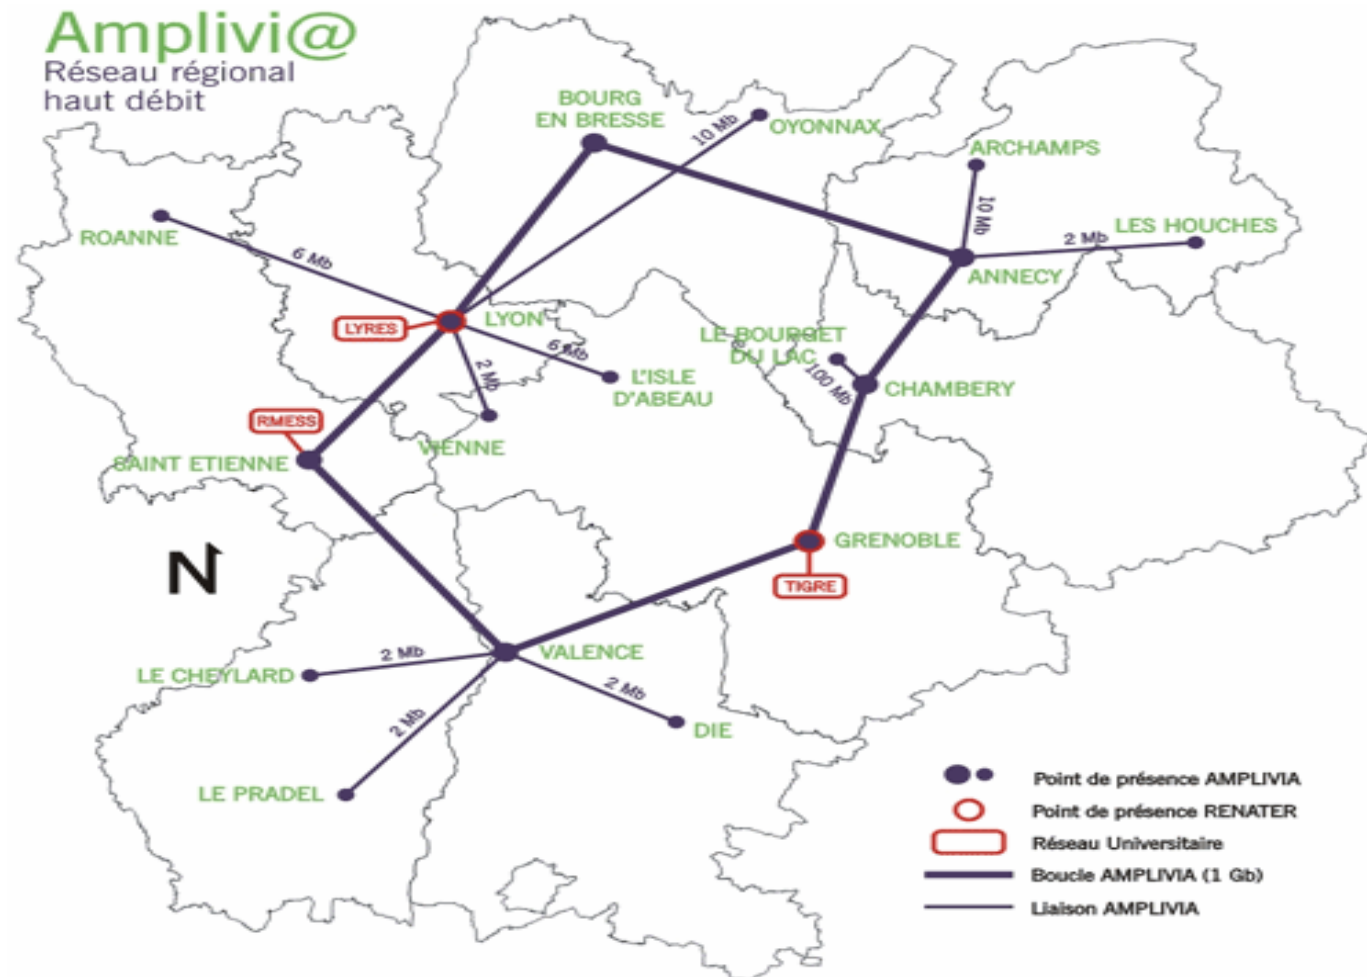 Amplivi@
Réseau régional
haut débit
BOURG
EN BRESSE
10 Mb
OYONNAX
ARCHAMPS
10 Mb
LES HOUCHES
2 Mb
ANNECY
ROANNE
6 Mb
LYRES
LYON
LE BOURGET
DU LAC
100 Mb
CHAMBERY
6 Mb
L'ISLE
D'ABEAU
2 Mb
VIENNE
RMESS
SAINT ETIENNE
N
GRENOBLE
TIGRE
VALENCE
2 Mb
LE CHEYLARD
2 Mb
DIE
2 Mb
LE PRADEL
Point de présence AMPLIVIA
Point de présence RENATER
Réseau Universitaire
Boucle AMPLIVIA (1 Gb)
Liaison AMPLIVIA